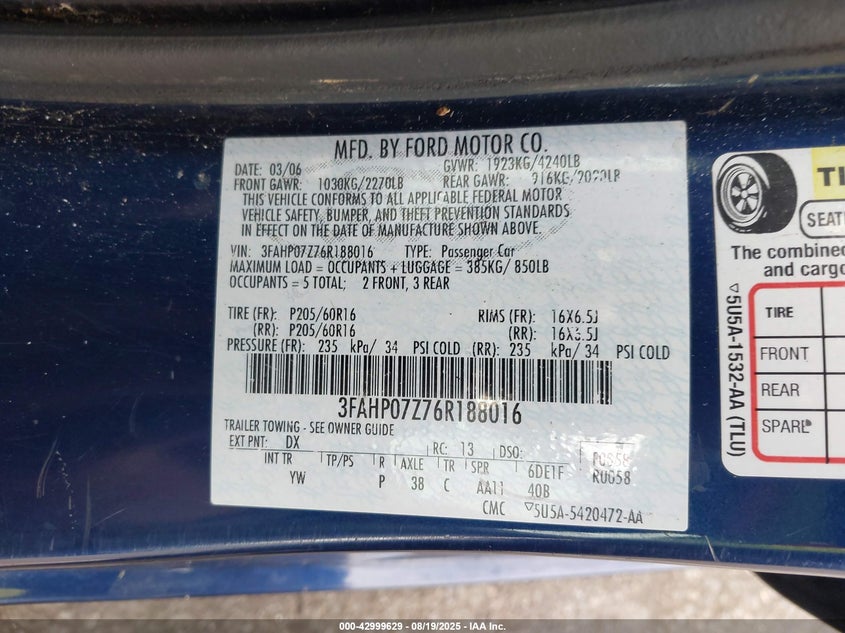 MFD. BY FORD MOTOR CO.
DATE: 03/06 GVWR: 1923KG/4240LB
FRONT GAWR: 1030KG/2270LB REAR GAWR: 916KG/
THIS VEHICLE CONFORMS TO ALL APPLICABLE FEDERAL MOTOR
VEHICLE SAFETY, BUMPER, AND THEFT PREVENTION STANDARDS
IN EFFECT ON THE DATE OF MANUFACTURE SHOWN ABOVE.
VIN: 3FAHP07Z76R188016 TYPE: Passenger Car
MAXIMUM LOAD = OCCUPANTS + LUGGAGE = 385KG/ 850LB
OCCUPANTS = 5 TOTAL; 2 FRONT, 3 REAR
TIRE (FR): P205/60R16 RIMS (FR): 16X6.5J
(RR): P205/60R16 (RR):
PRESSURE (FR): 235 kPa/ 34 PSI COLD (RR): 235 kPa/ 34 PSI COLD
3FAHP07Z76R188016
TRAILER TOWING - SEE OWNER GUIDE
EXT PNT: DX RC: 13 DSO:
INT TR TP/PS R AXLE TR SPR 6DE1F
YW P 38 C AA11 40B
CMC ▽5U5A-5420472-AA
SEATI
The combined
and cargo
TIRE
FRONT
REAR
▽5U5A-1532-AA (TLU)
000-42999629 - 08/19/2025 - IAA Inc.